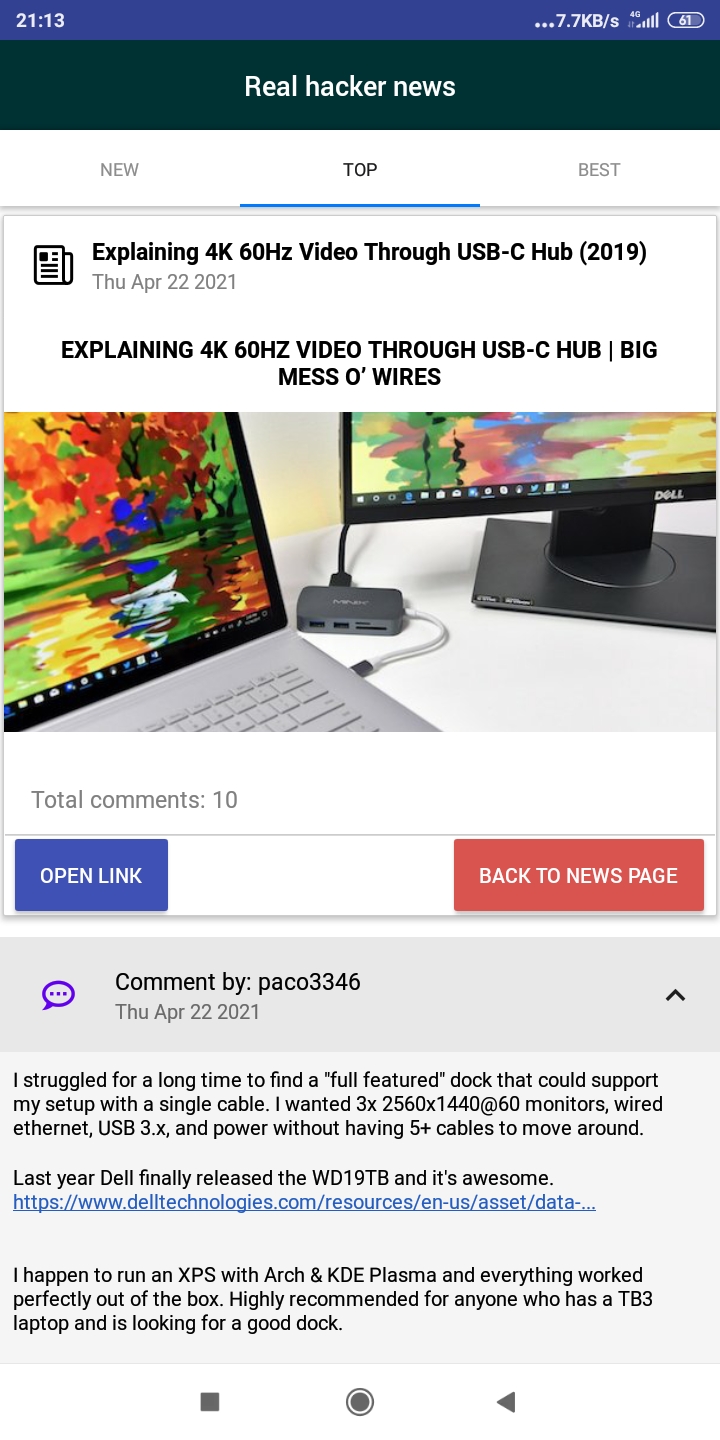 21:13
...7.7KB/s 4G 61
Real hacker news
NEW TOP BEST
Explaining 4K 60Hz Video Through USB-C Hub (2019)
Thu Apr 22 2021
EXPLAINING 4K 60HZ VIDEO THROUGH USB-C HUB | BIG
MESS O’ WIRES
DELL
MINIX
Total comments: 10
OPEN LINK BACK TO NEWS PAGE
Comment by: paco3346
Thu Apr 22 2021
I struggled for a long time to find a "full featured" dock that could support
my setup with a single cable. I wanted 3x 2560x1440@60 monitors, wired
ethernet, USB 3.x, and power without having 5+ cables to move around.
Last year Dell finally released the WD19TB and it's awesome.
https://www.delltechnologies.com/resources/en-us/asset/data-...
I happen to run an XPS with Arch & KDE Plasma and everything worked
perfectly out of the box. Highly recommended for anyone who has a TB3
laptop and is looking for a good dock.